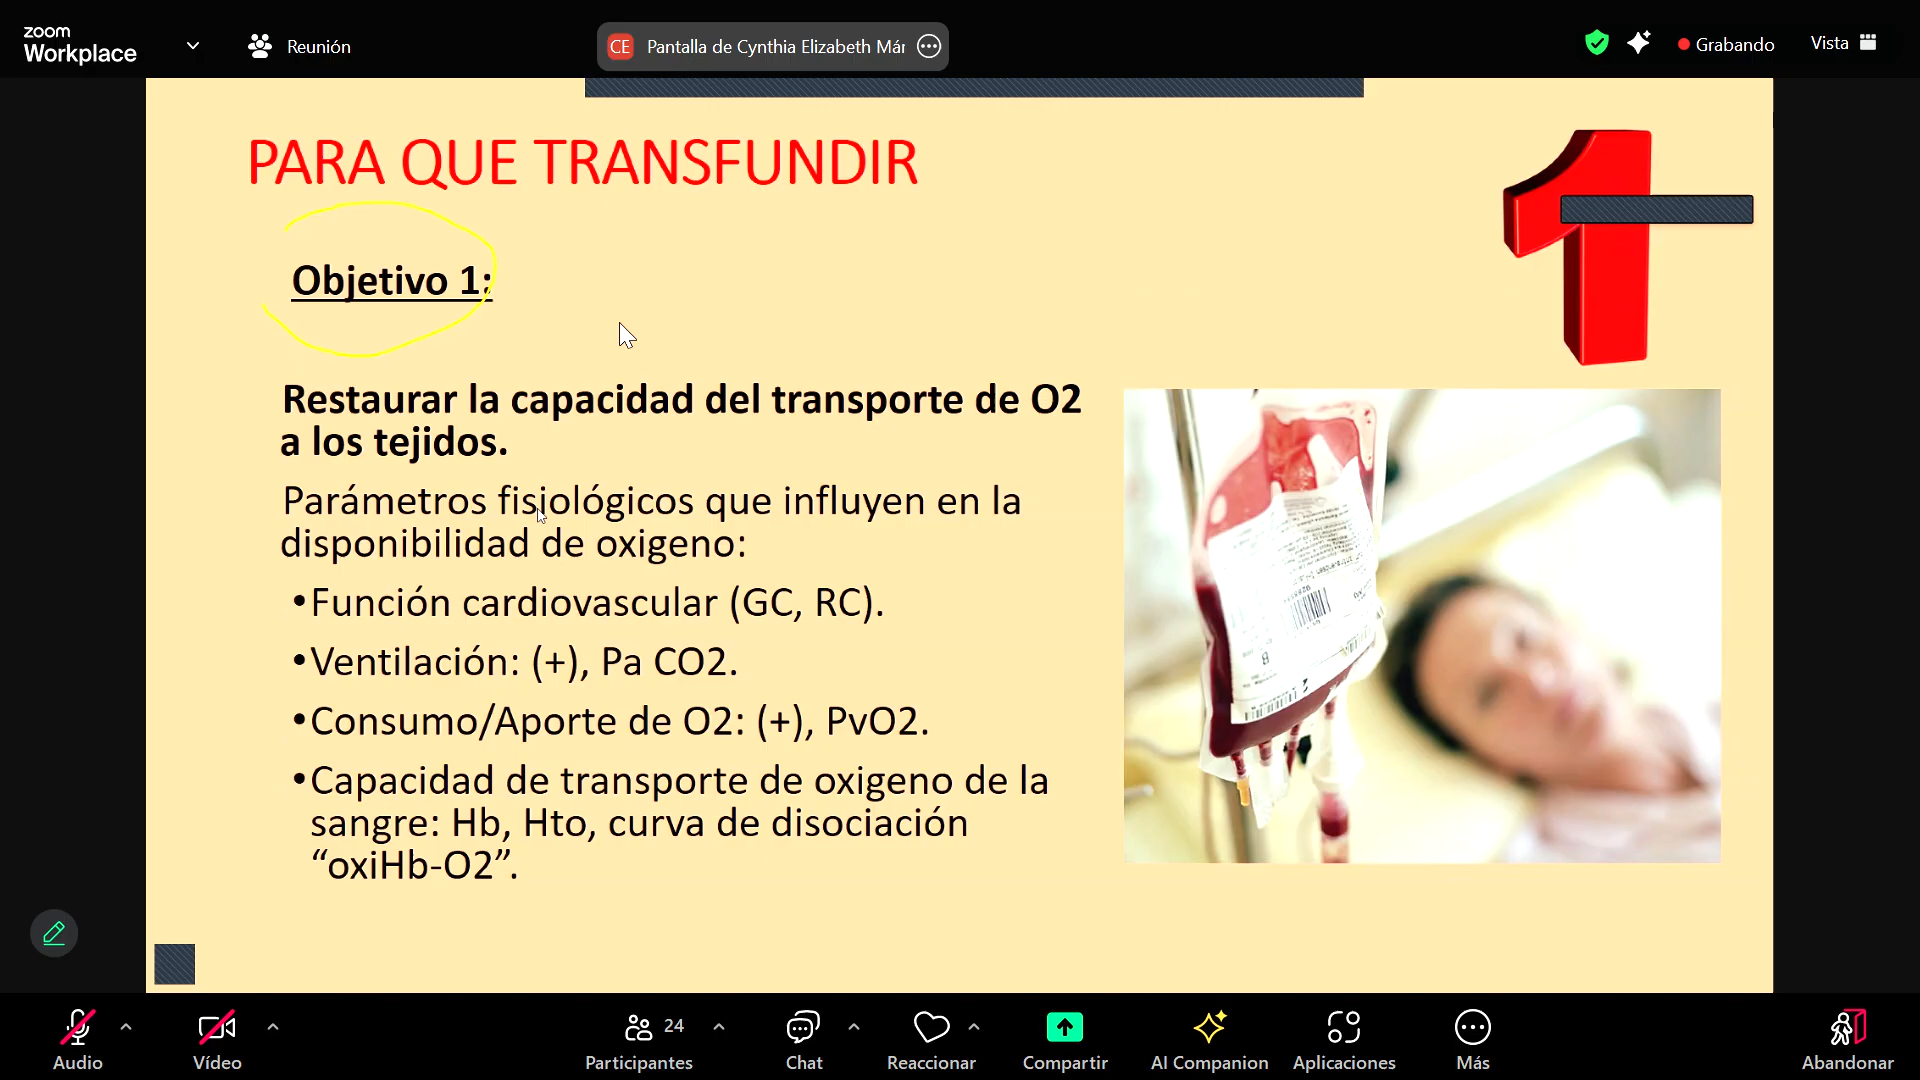 zoom
Workplace
Reunión
CE Pantalla de Cynthia Elizabeth Már
Grabando
Vista
PARA QUE TRANSFUNDIR
Objetivo 1:
Restaurar la capacidad del transporte de O2
a los tejidos.
Parámetros fisiológicos que influyen en la
disponibilidad de oxigeno:
•Función cardiovascular (GC, RC).
•Ventilación: (+), Pa CO2.
•Consumo/Aporte de O2: (+), PvO2.
•Capacidad de transporte de oxigeno de la
sangre: Hb, Hto, curva de disociación
“oxiHb-O2”.
1
Audio
Vídeo
24
Participantes
Chat
Reaccionar
Compartir
AI Companion
Aplicaciones
Más
Abandonar